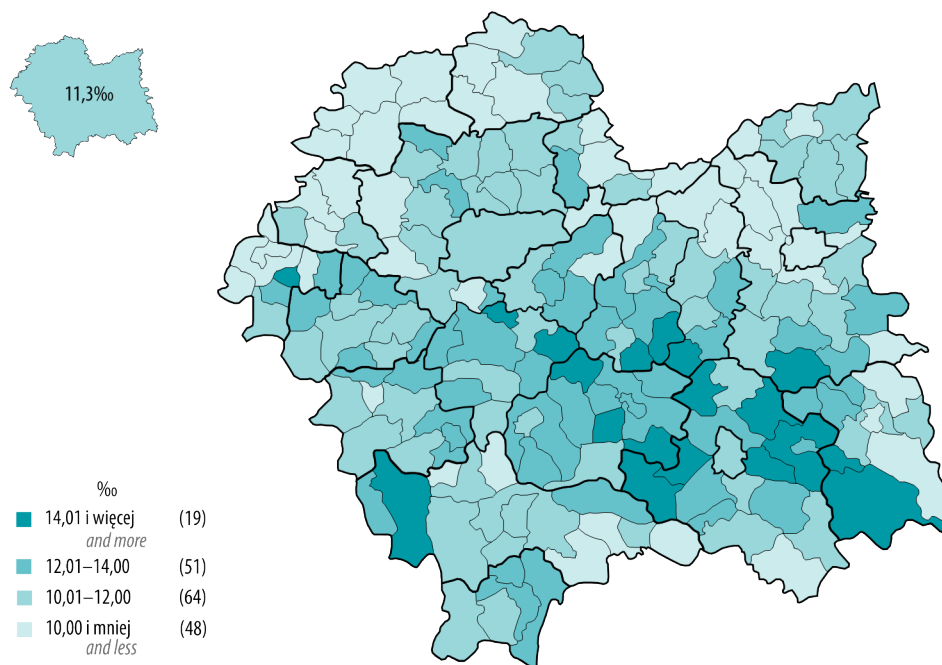 11,3‰
‰
14,01 i więcej (19)
and more
12,01–14,00 (51)
10,01–12,00 (64)
10,00 i mniej (48)
and less